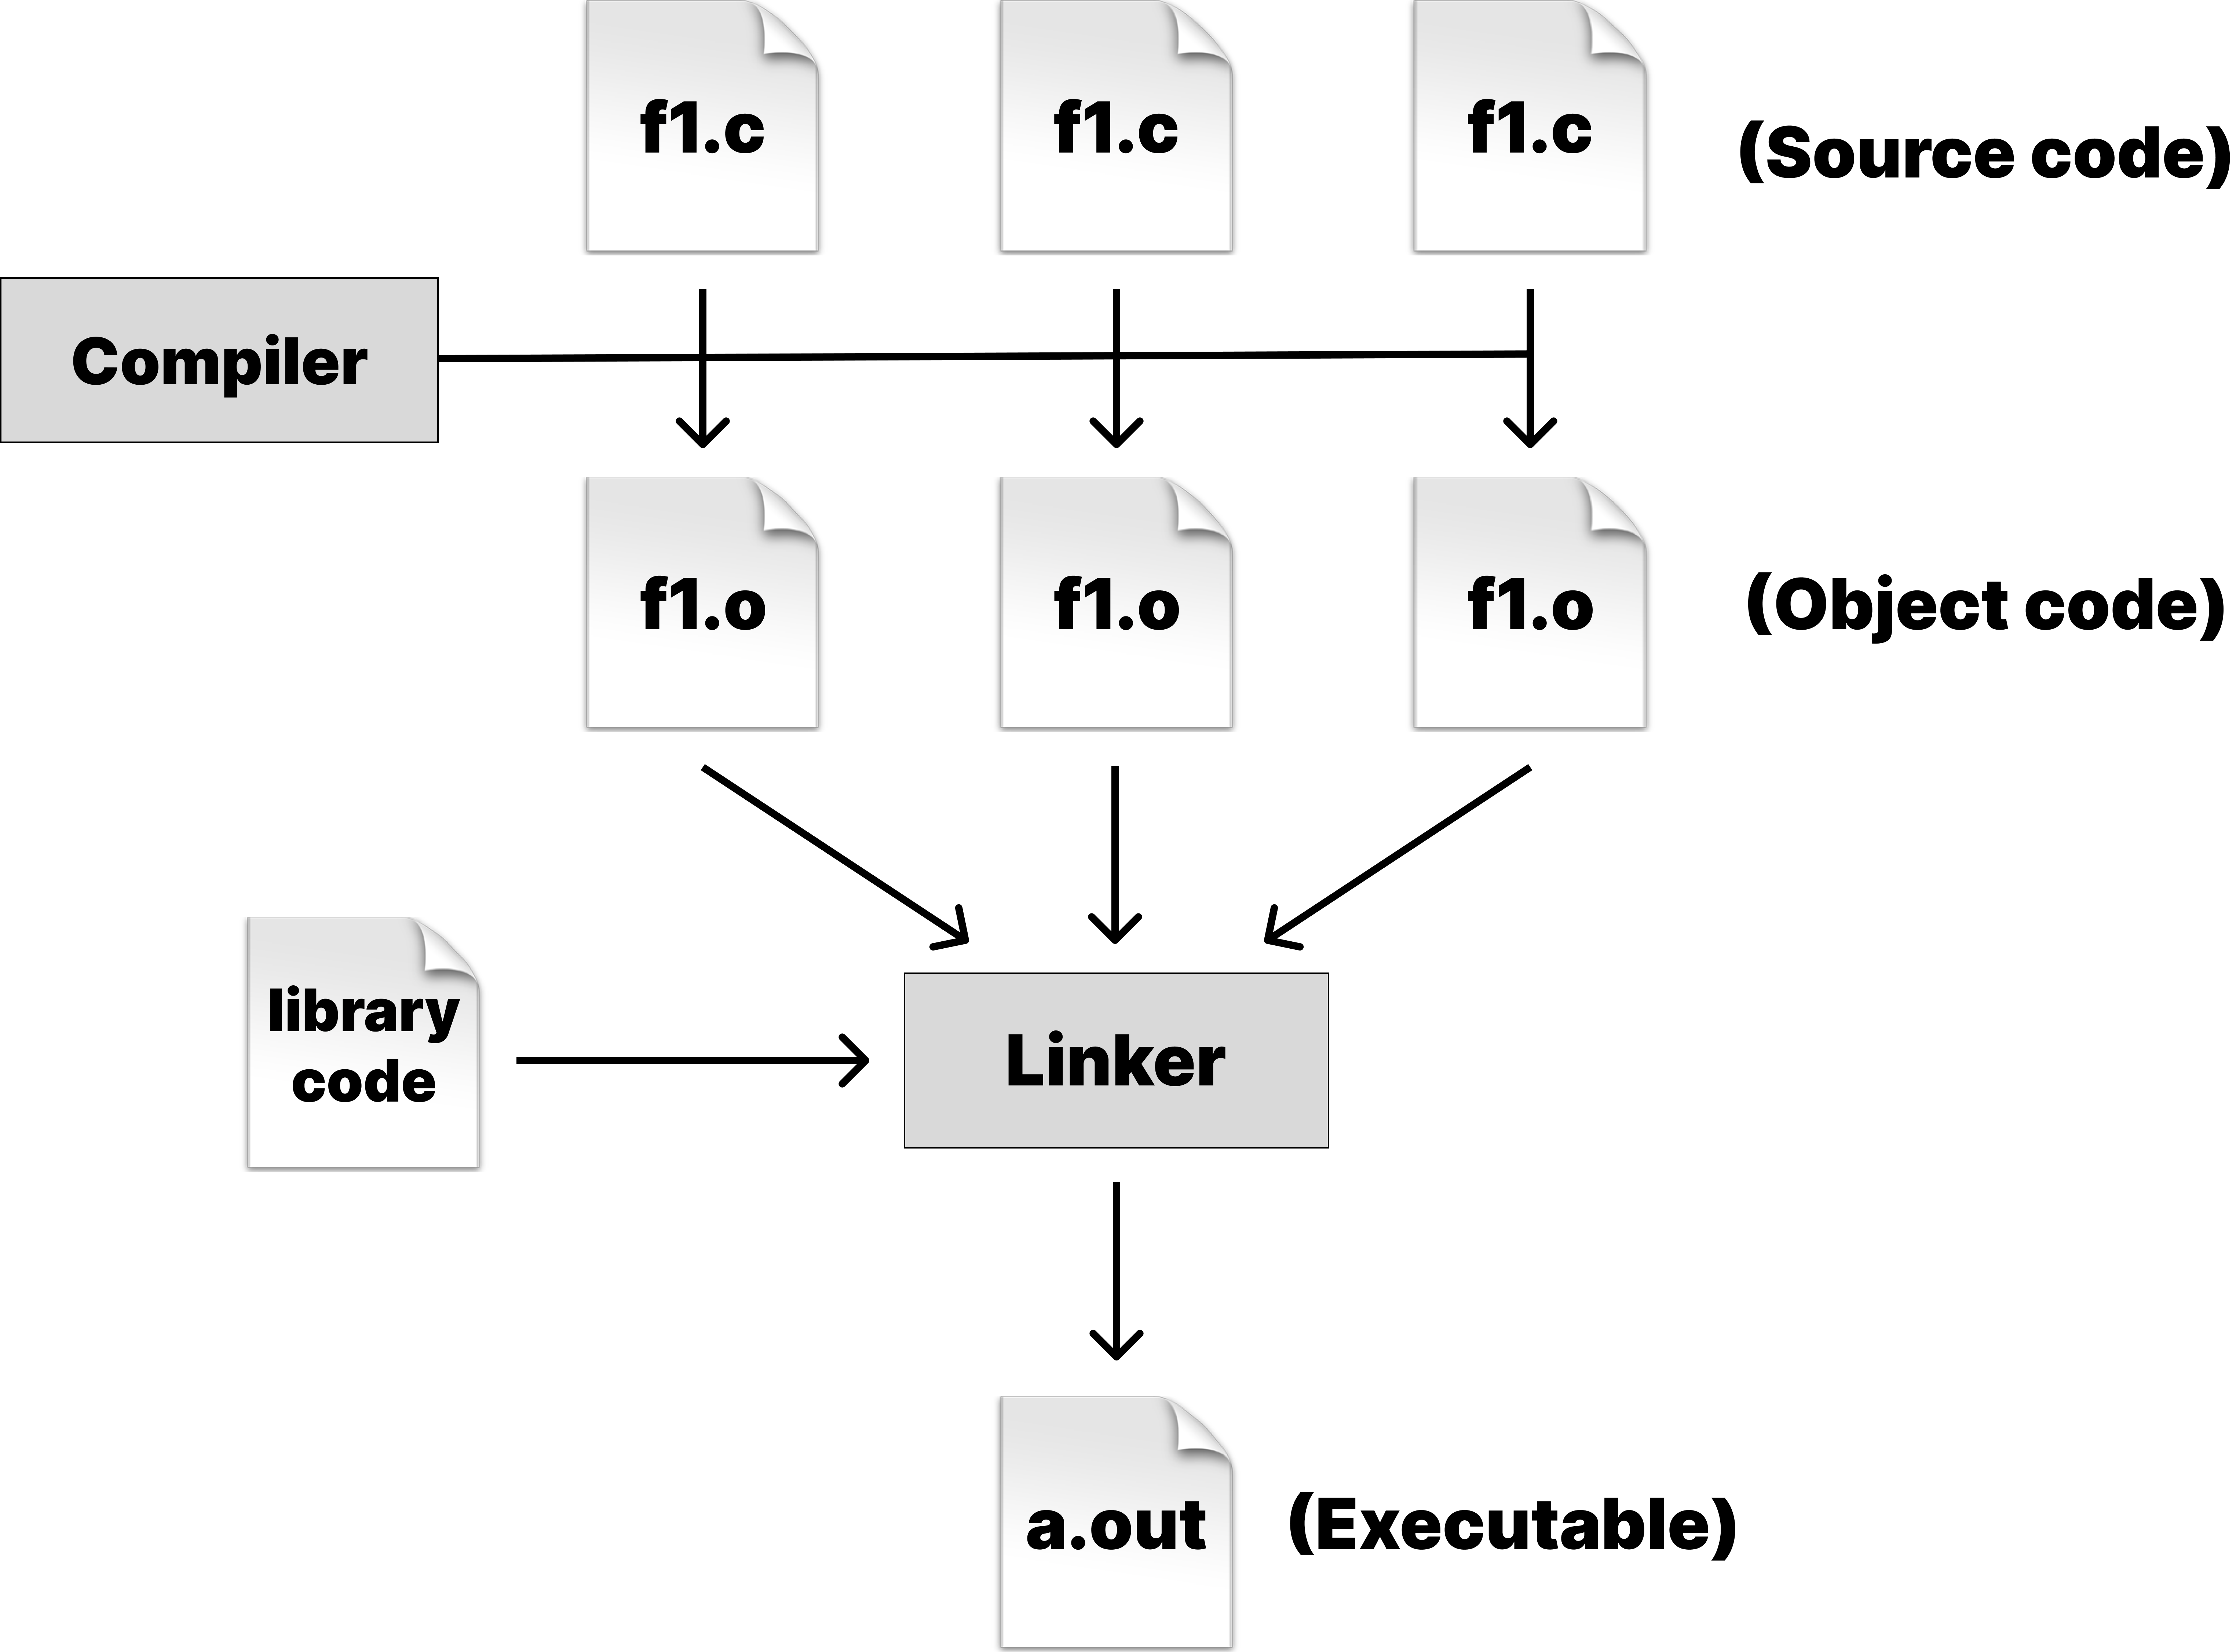 f1.c
f1.c
f1.c
(Source code)
Compiler
f1.o
f1.o
f1.o
(Object code)
library
code
Linker
a.out
(Executable)